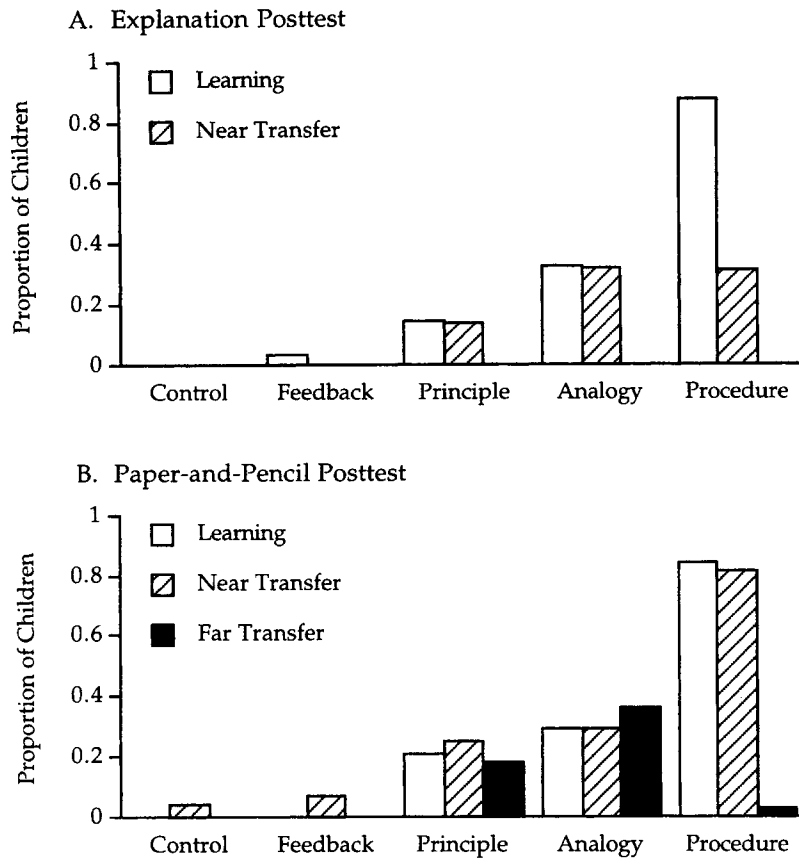 A. Explanation Posttest
1
0.8
0.6
0.4
0.2
0
Proportion of Children
Learning
Near Transfer
Control Feedback Principle Analogy Procedure
B. Paper-and-Pencil Posttest
1
0.8
0.6
0.4
0.2
0
Proportion of Children
Learning
Near Transfer
Far Transfer
Control Feedback Principle Analogy Procedure